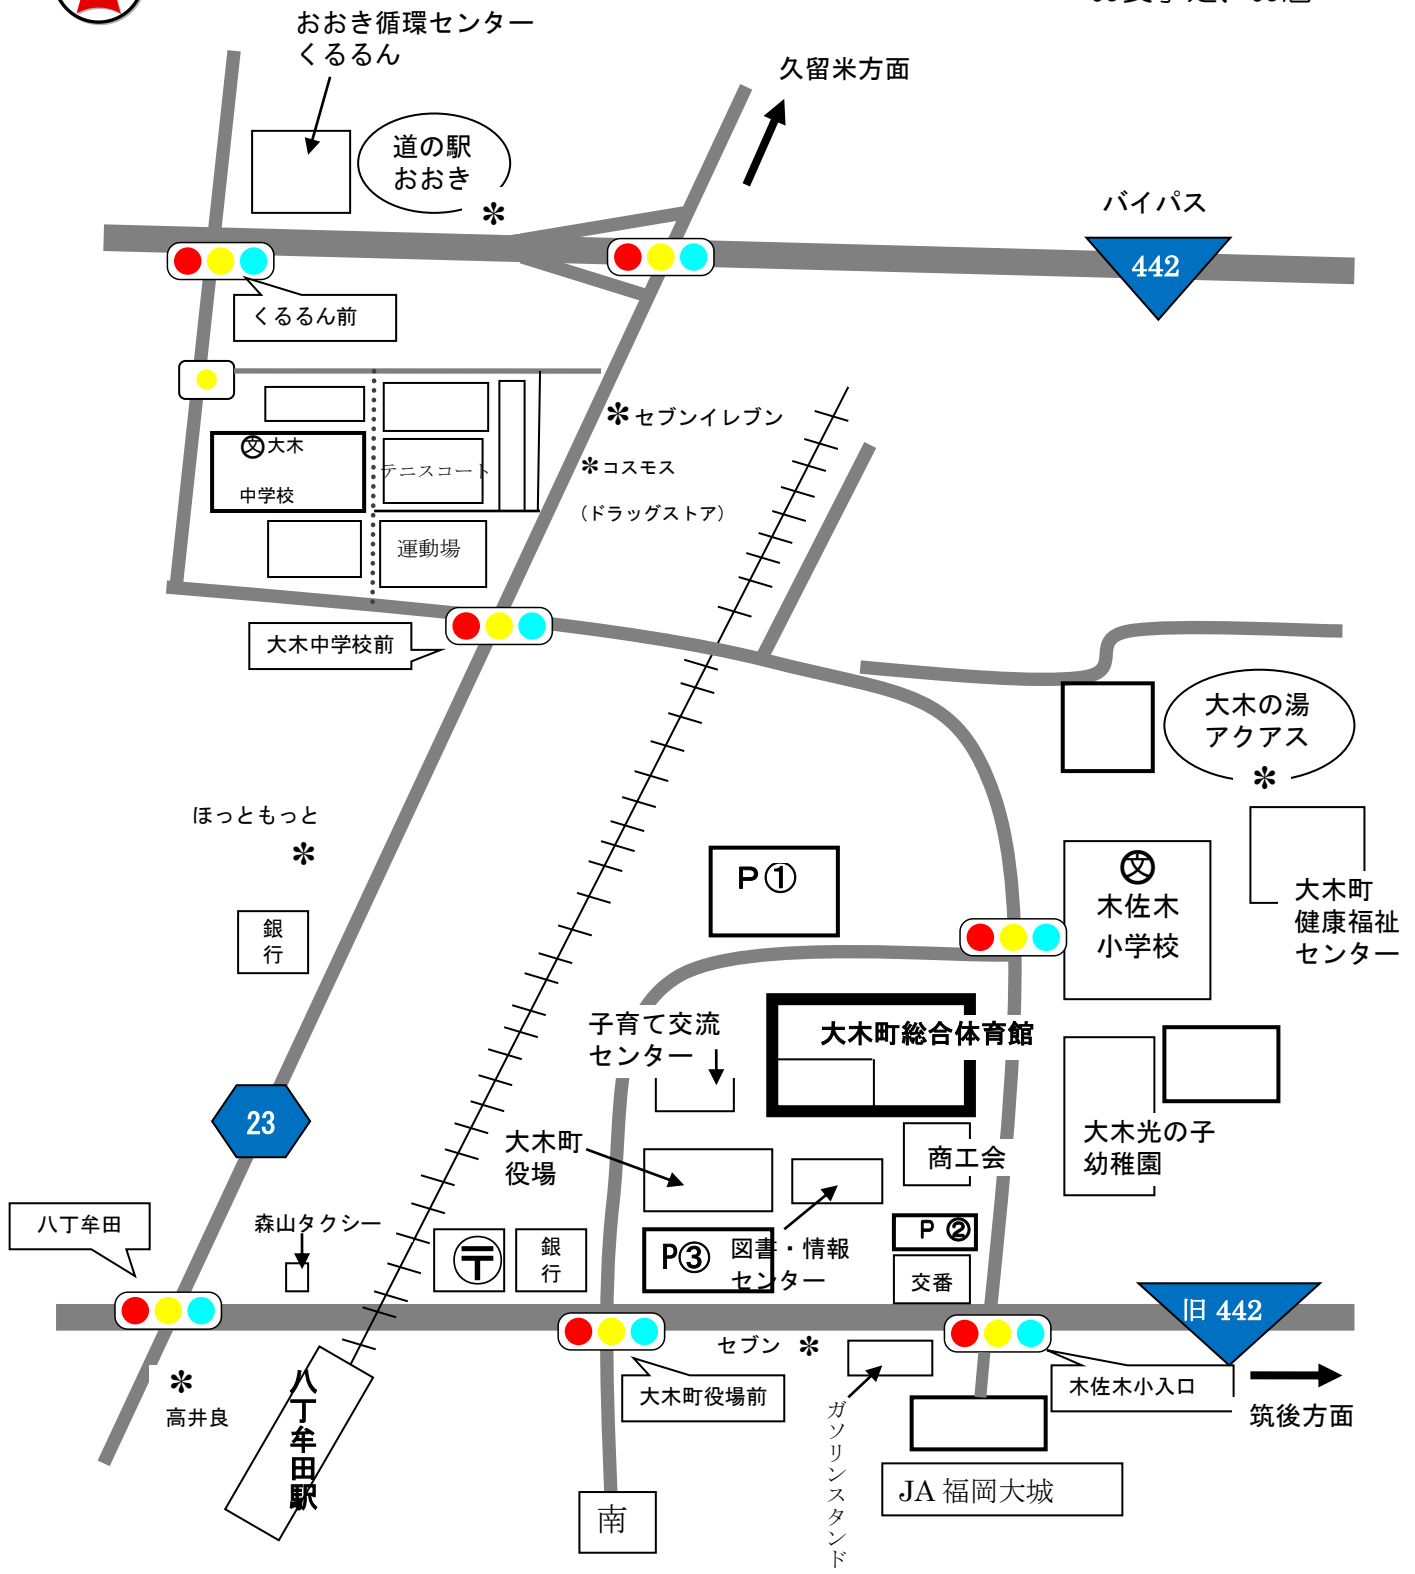 おおき循環センター
くるるん
久留米方面
道の駅
おおき
＊
バイパス
442
くるるん前
＊セブンイレブン
㊫大木
中学校
テニスコート
＊コスモス
（ドラッグストア）
運動場
大木中学校前
大木の湯
アクアス
＊
ほっともっと
＊
P①
文
木佐木
小学校
大木町
健康福祉
センター
銀
行
子育て交流
センター
大木町総合体育館
23
大木町
役場
商工会
大木光の子
幼稚園
八丁牟田
森山タクシー
〒
銀
行
P③
図書・情報
センター
P ②
交番
旧 442
セブン ＊
大木町役場前
木佐木小入口
筑後方面
＊
高井良
八丁牟田駅
ガソリンスタンド
JA 福岡大城
南